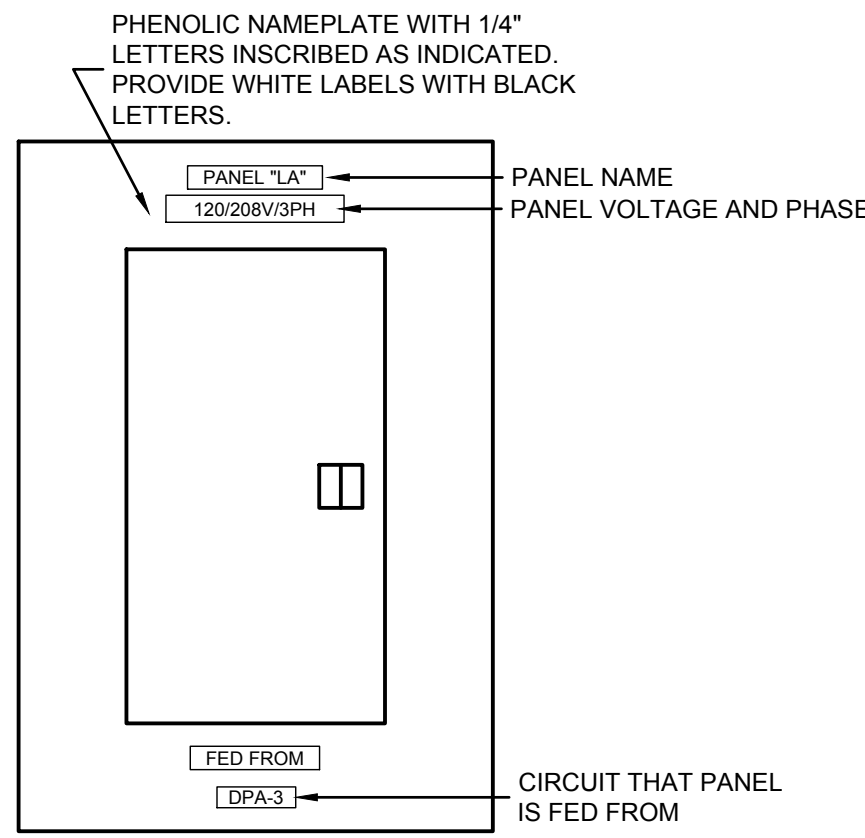 PHENOLIC NAMEPLATE WITH 1/4"
LETTERS INSCRIBED AS INDICATED.
PROVIDE WHITE LABELS WITH BLACK
LETTERS.
PANEL "LA"
PANEL NAME
120/208V/3PH
PANEL VOLTAGE AND PHASE
FED FROM
DPA-3
CIRCUIT THAT PANEL
IS FED FROM